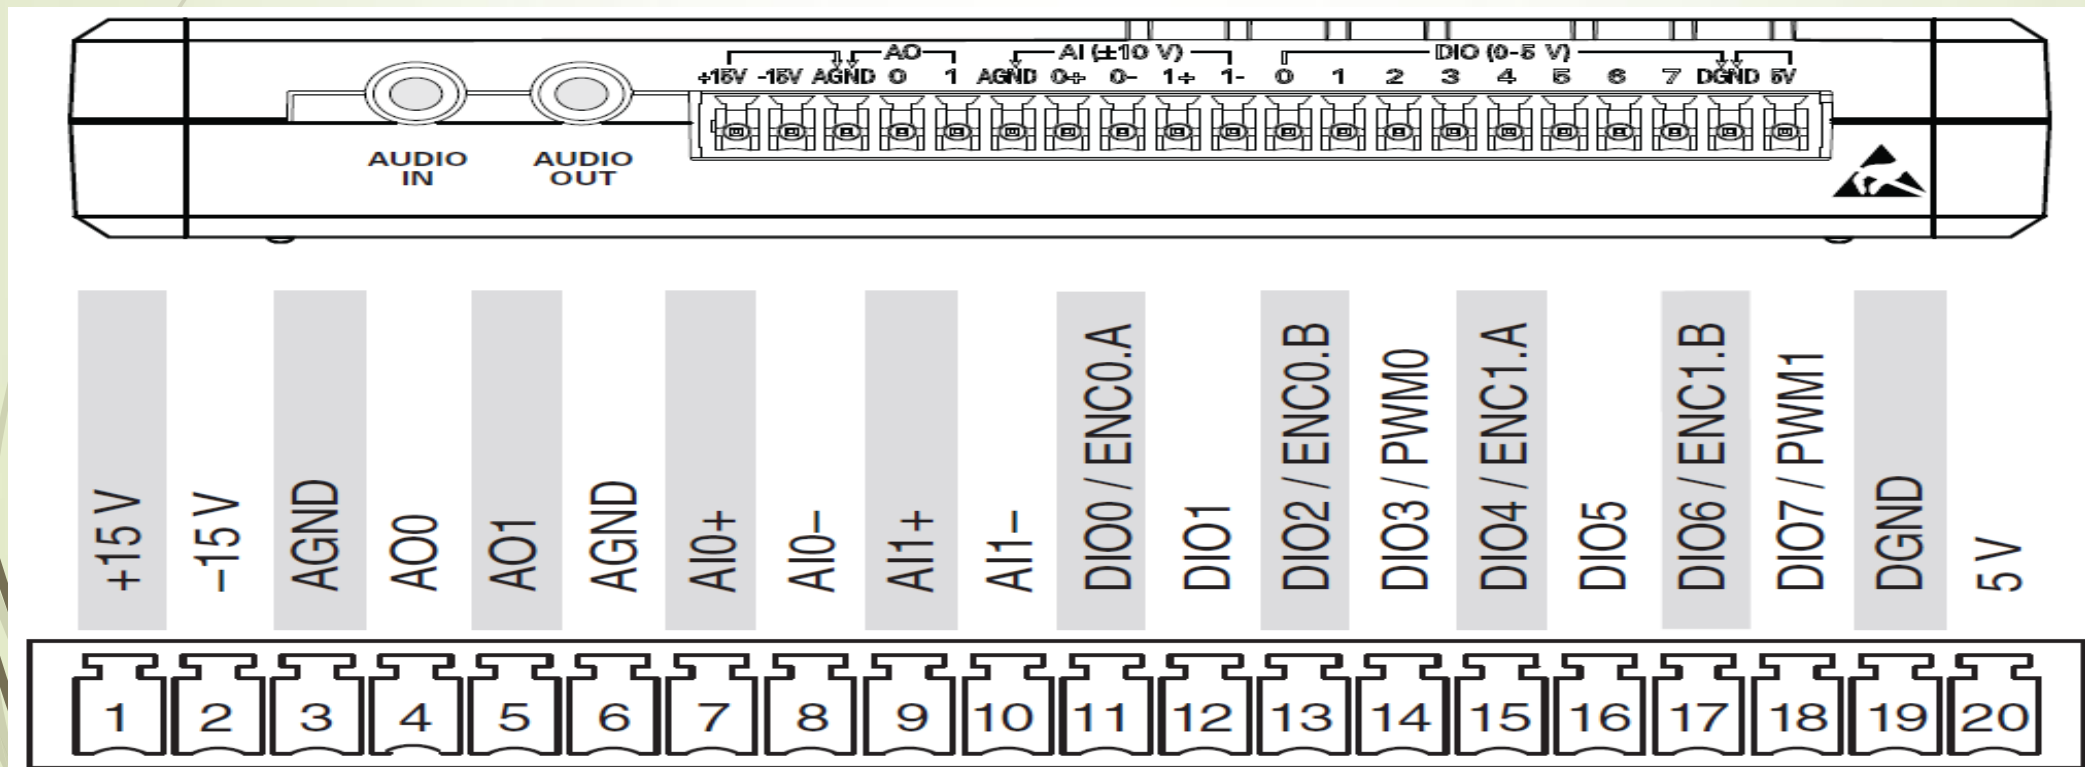 AO AI (±10 V) DIO (0-5 V)
+15V -15V AGND 0 1 AGND 0+ 0- 1+ 1- 0 1 2 3 4 5 6 7 DGND 5V
AUDIO IN
AUDIO OUT
+15 V
–15 V
AGND
AO0
AO1
AGND
AI0+
AI0–
AI1+
AI1–
DIO0 / ENC0.A
DIO1
DIO2 / ENC0.B
DIO3 / PWM0
DIO4 / ENC1.A
DIO5
DIO6 / ENC1.B
DIO7 / PWM1
DGND
5 V
1 2 3 4 5 6 7 8 9 10 11 12 13 14 15 16 17 18 19 20